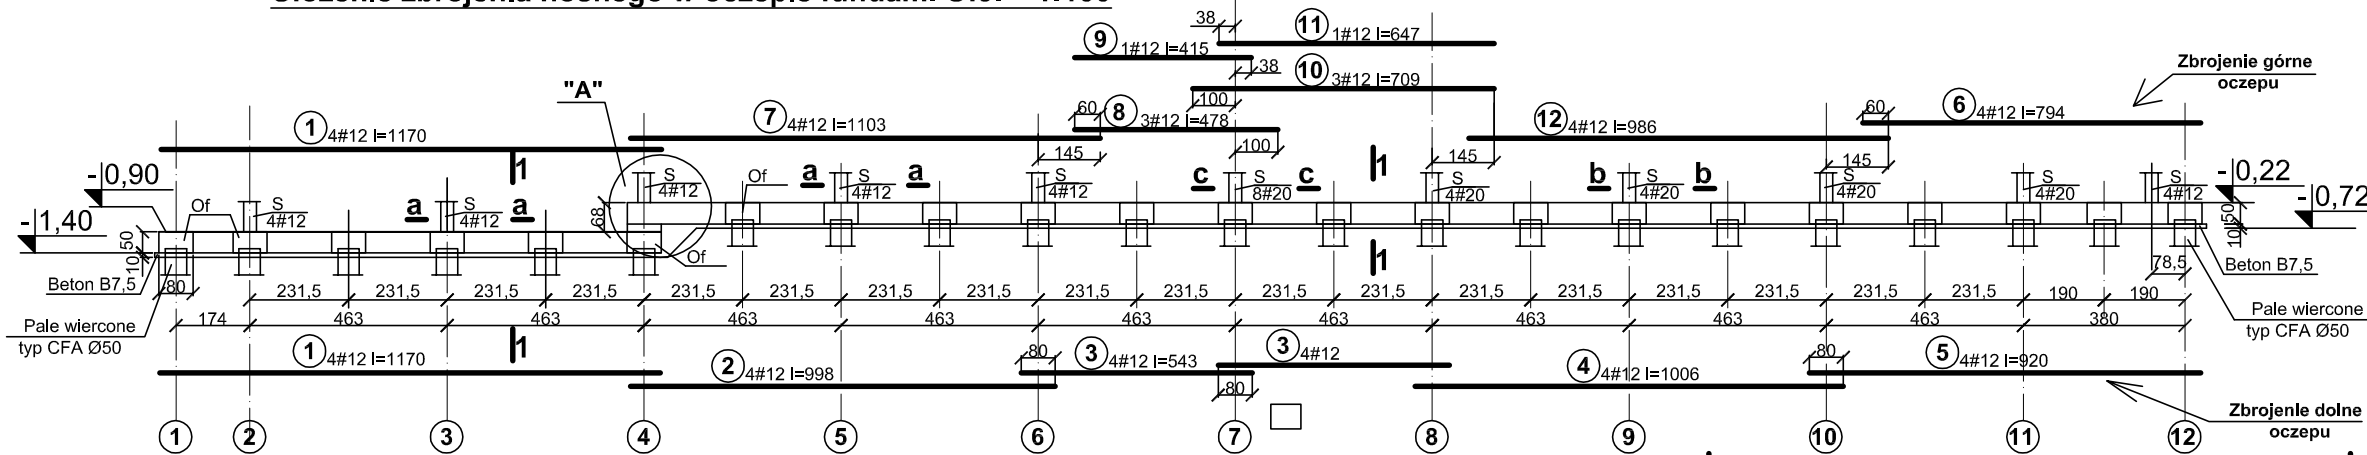 38
11 1#12 l=647
9 1#12 l=415
38
10 3#12 l=709
Zbrojenie górne
oczepu
"A"
100
60
8 3#478
1 4#12 l=1170
7 4#12 l=1103
12 4#12 l=986
60
6 4#12 l=794
145
100
145
145
1
1
-0,90
-1,40
-0,22
-0,72
Of
S
4#12
a
S
4#12
a
S
4#12
Of
a
S
4#12
a
S
4#12
c
S
8#20
c
S
4#20
b
S
4#20
b
S
4#20
S
4#20
S
4#12
68
50
10
50
10
Of
78,5
Beton B7,5
80
Beton B7,5
1
231,5 231,5 231,5 231,5 231,5 231,5 231,5 231,5 231,5 231,5 231,5 231,5 231,5 231,5 231,5 231,5 231,5 231,5 190 190
Pale wiercone
typ CFA Ø50
174 463 463 463 463 463 463 463 463 463 380
Pale wiercone
typ CFA Ø50
1
1 4#12 l=1170
2 4#12 l=998
80
3 4#12 l=543
3 4#12
80
4 4#12 l=1006
80
5 4#12 l=920
Zbrojenie dolne
oczepu
1 2 3 4 5 6 7 8 9 10 11 12